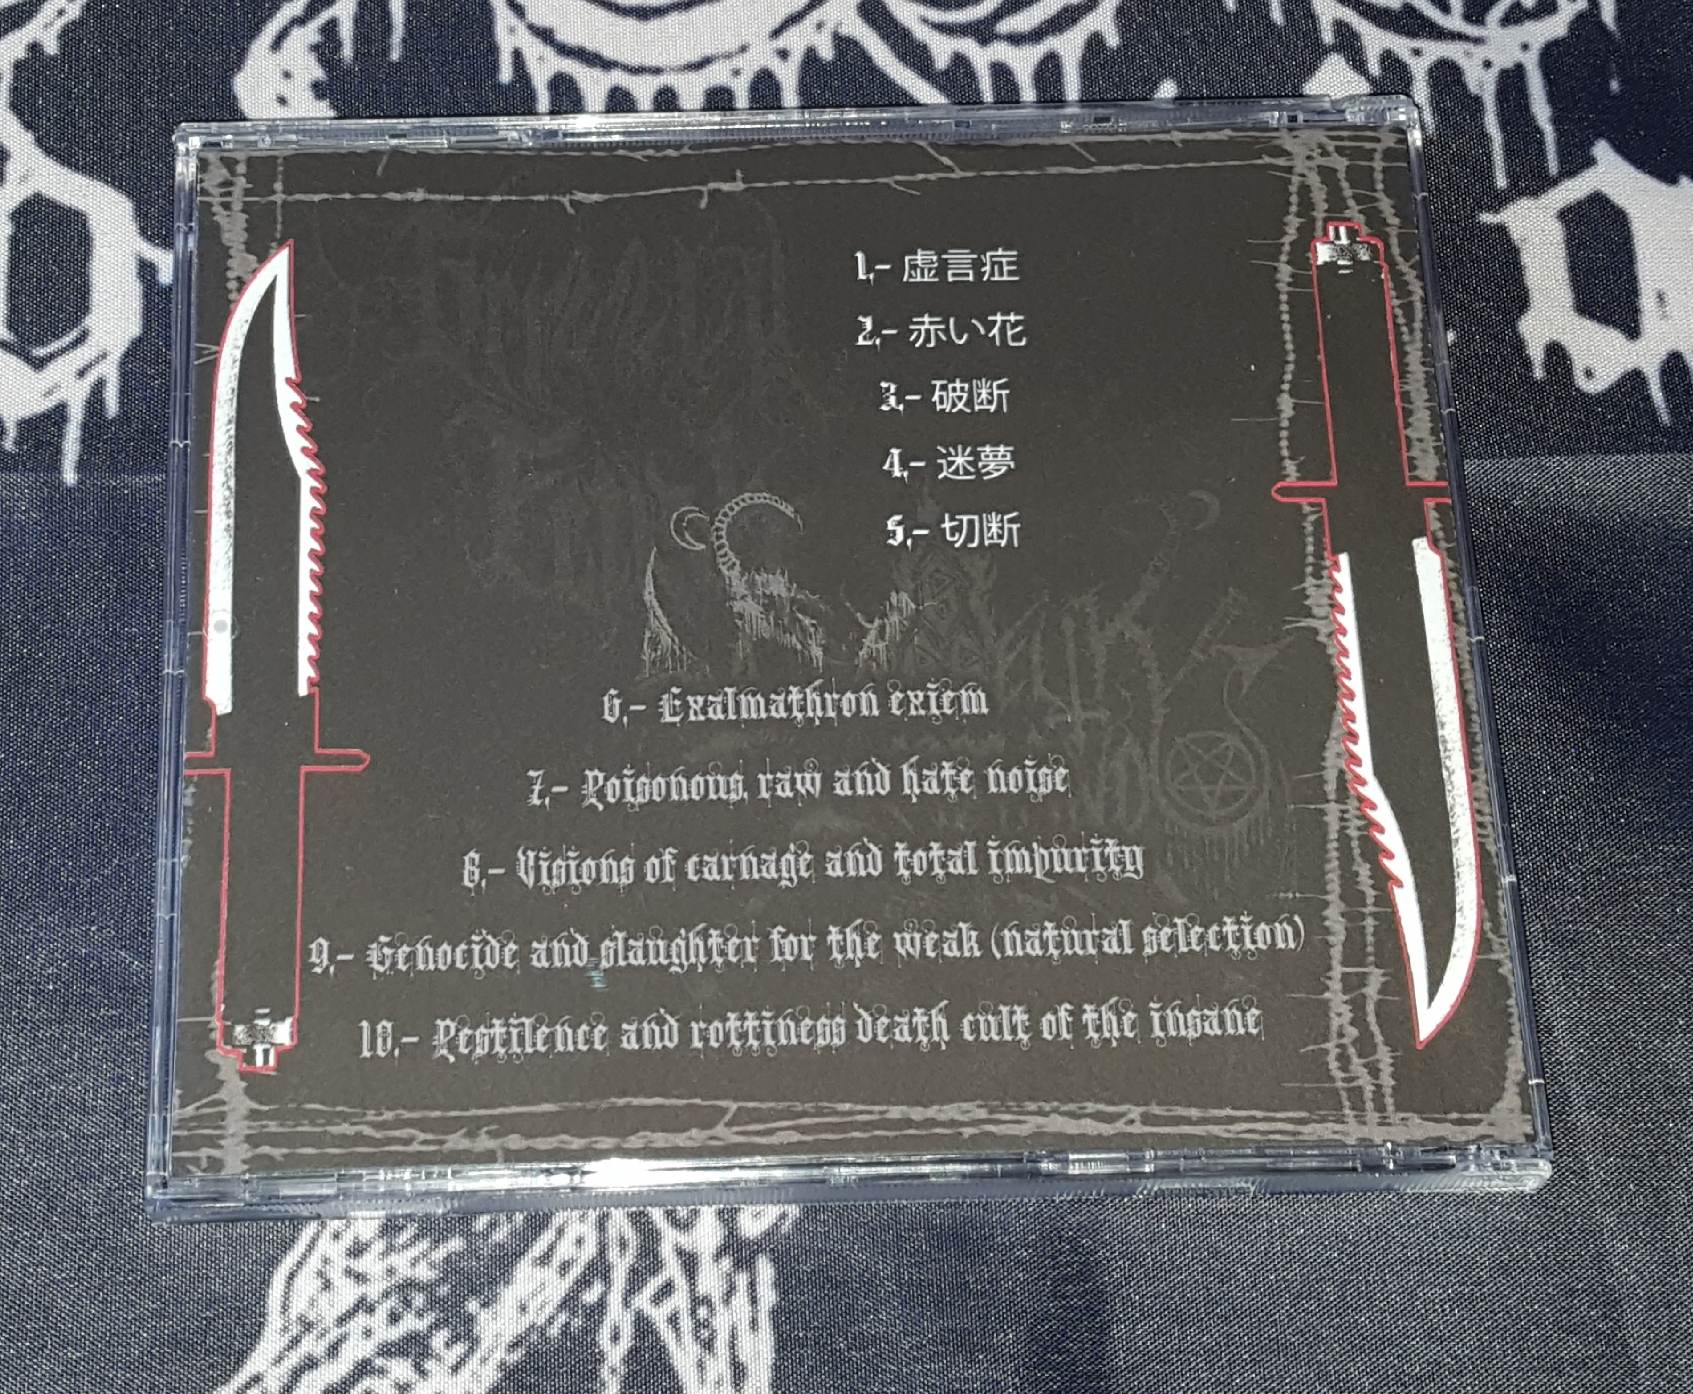 1.- 虚言症
2.- 赤い花
3.- 破断
4.- 迷夢
5.- 切断
6.- Exalmathron exiem
7.- Poisonous, raw and hate noise
8.- Visions of carnage and total impurity
9.- Genocide and slaughter for the weak (natural selection)
10.- Pestilence and rottiness death cult of the insane